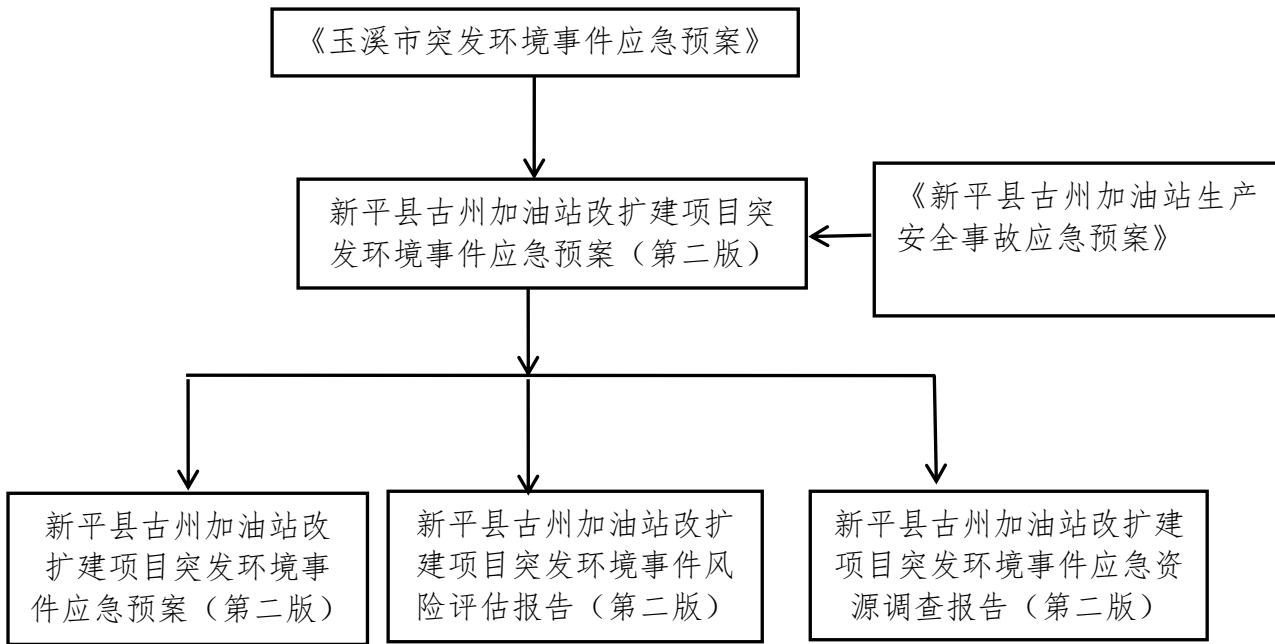 《玉溪市突发环境事件应急预案》
新平县古州加油站改扩建项目突
发环境事件应急预案（第二版）
《新平县古州加油站生产
安全事故应急预案》
新平县古州加油站改
扩建项目突发环境事
件应急预案（第二版）
新平县古州加油站改扩
建项目突发环境事件风
险评估报告（第二版）
新平县古州加油站改扩建
项目突发环境事件应急资
源调查报告（第二版）